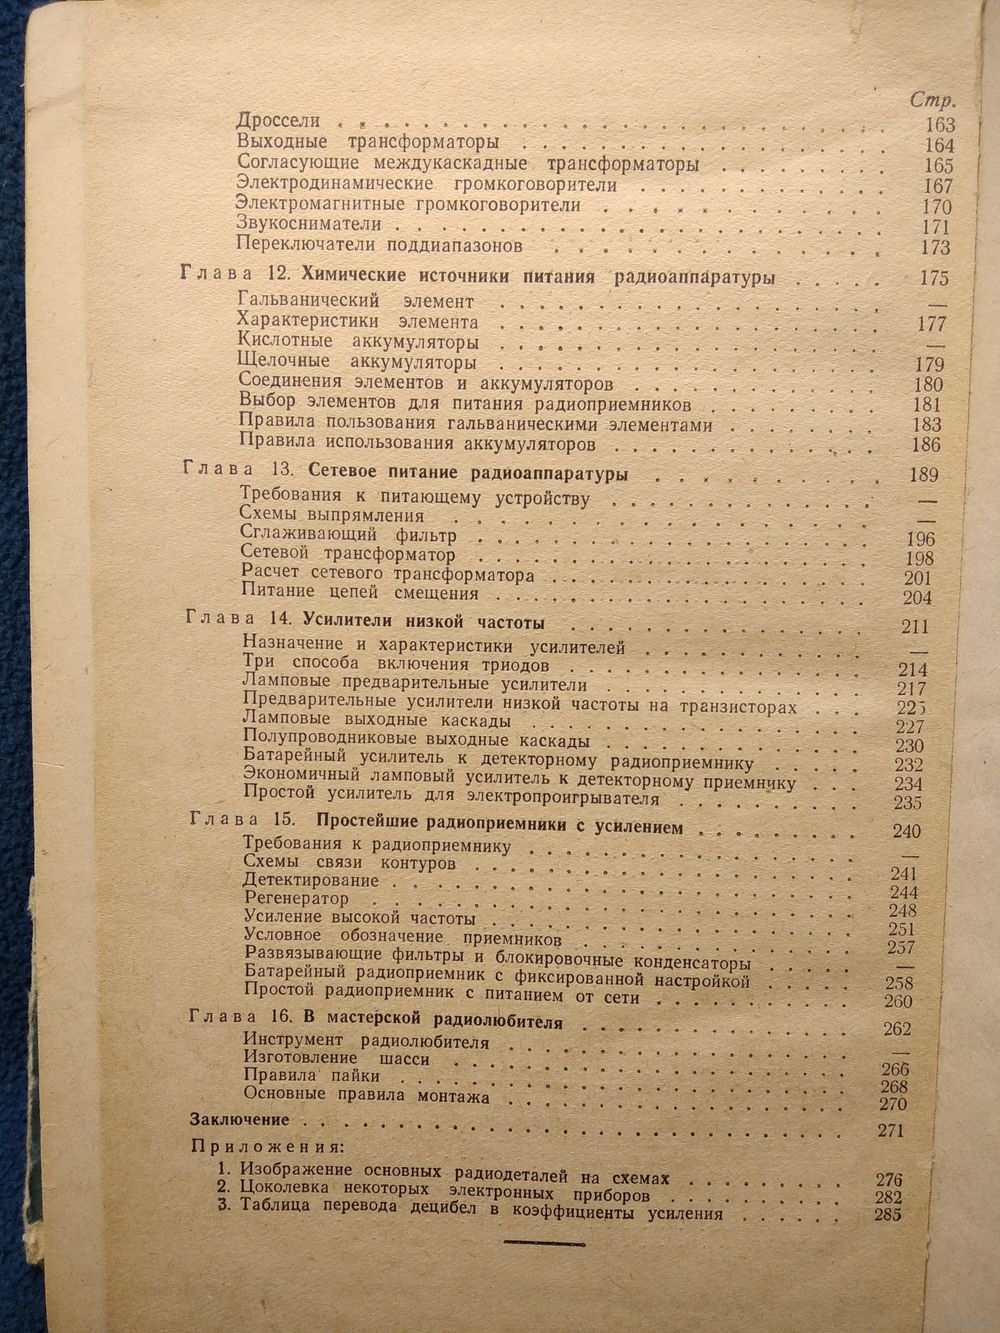 Стр.
Дроссели . . . . . . . . . . . . . . . . . . . . . . 163
Выходные трансформаторы . . . . . . . . . . . . . . 164
Согласующие междукаскадные трансформаторы . . . . . . . . 165
Электродинамические громкоговорители . . . . . . . . . . 167
Электромагнитные громкоговорители . . . . . . . . . . . 170
Звукосниматели . . . . . . . . . . . . . . . . . . . 171
Переключатели поддиапазонов . . . . . . . . . . . . . 173
Глава 12. Химические источники питания радиоаппаратуры . . . . . 175
Гальванический элемент . . . . . . . . . . . . . . —
Характеристики элемента . . . . . . . . . . . . . . 177
Кислотные аккумуляторы . . . . . . . . . . . . . . —
Щелочные аккумуляторы . . . . . . . . . . . . . . 179
Соединения элементов и аккумуляторов . . . . . . . . . 180
Выбор элементов для питания радиоприемников . . . . . . . 181
Правила пользования гальваническими элементами . . . . . . 183
Правила использования аккумуляторов . . . . . . . . . . 186
Глава 13. Сетевое питание радиоаппаратуры . . . . . . . . . . 189
Требования к питающему устройству . . . . . . . . . . —
Схемы выпрямления . . . . . . . . . . . . . . . . —
Сглаживающий фильтр . . . . . . . . . . . . . . . 196
Сетевой трансформатор . . . . . . . . . . . . . . . 198
Расчет сетевого трансформатора . . . . . . . . . . . . 201
Питание цепей смещения . . . . . . . . . . . . . . 204
Глава 14. Усилители низкой частоты . . . . . . . . . . . . . 211
Назначение и характеристики усилителей . . . . . . . . . —
Три способа включения триодов . . . . . . . . . . . . 214
Ламповые предварительные усилители . . . . . . . . . . 217
Предварительные усилители низкой частоты на транзисторах . . . 225
Ламповые выходные каскады . . . . . . . . . . . . . 227
Полупроводниковые выходные каскады . . . . . . . . . . 230
Батарейный усилитель к детекторному радиоприемнику . . . . . 232
Экономичный ламповый усилитель к детекторному приемнику . . . 234
Простой усилитель для электропроигрывателя . . . . . . . . 235
Глава 15. Простейшие радиоприемники с усилением . . . . . . . . 240
Требования к радиоприемнику . . . . . . . . . . . . . —
Схемы связи контуров . . . . . . . . . . . . . . . 241
Детектирование . . . . . . . . . . . . . . . . . . 244
Регенератор . . . . . . . . . . . . . . . . . . . 248
Усиление высокой частоты . . . . . . . . . . . . . . 251
Условное обозначение приемников . . . . . . . . . . . 257
Развязывающие фильтры и блокировочные конденсаторы . . . . . —
Батарейный радиоприемник с фиксированной настройкой . . . . . 258
Простой радиоприемник с питанием от сети . . . . . . . . . 260
Глава 16. В мастерской радиолюбителя . . . . . . . . . . . . 262
Инструмент радиолюбителя . . . . . . . . . . . . . . —
Изготовление шасси . . . . . . . . . . . . . . . . 266
Правила пайки . . . . . . . . . . . . . . . . . . 268
Основные правила монтажа . . . . . . . . . . . . . . 270
Заключение . . . . . . . . . . . . . . . . . . . . . . 271
Приложения:
1. Изображение основных радиодеталей на схемах . . . . . . . . 276
2. Цоколевка некоторых электронных приборов . . . . . . . . . 282
3. Таблица перевода децибел в коэффициенты усиления . . . . . . 285